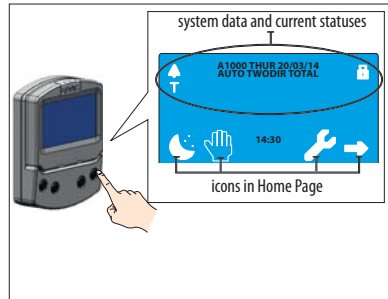 system data and current statuses
A1000 THUR 20/03/14
AUTO TWODIR TOTAL
T
14:30
icons in Home Page